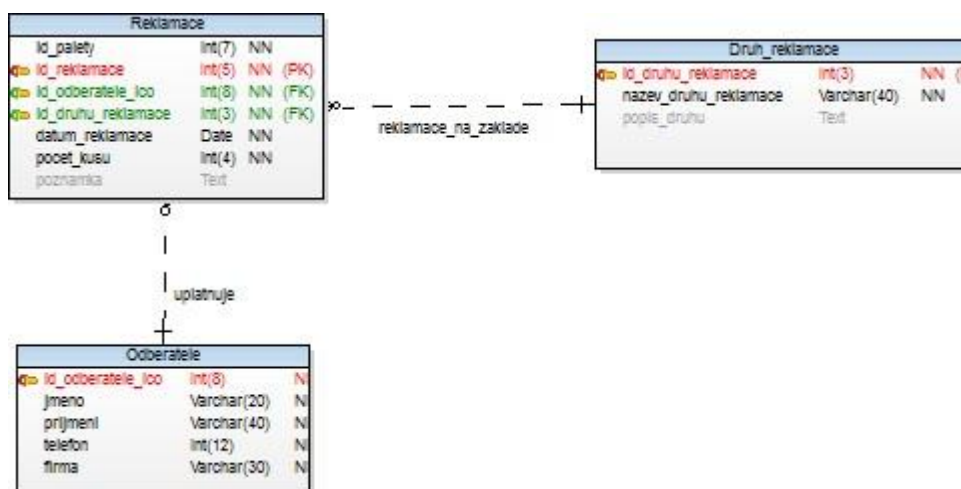 Reklamace
id_palety Int(7) NN
id_reklamace Int(5) NN (PK)
id_odberatele_ico Int(8) NN (FK)
id_druhu_reklamace Int(3) NN (FK)
datum_reklamace Date NN
pocet_kusu Int(4) NN
poznamka Text
Druh_reklamace
id_druhu_reklamace Int(3) NN (
nazev_druhu_reklamace Varchar(40) NN
popis_druhu Text
reklamace_na_zaklade
uplatnuje
Odberatele
id_odberatele_ico Int(8) N
jmeno Varchar(20) N
prijmeni Varchar(40) N
telefon Int(12) N
firma Varchar(30) N